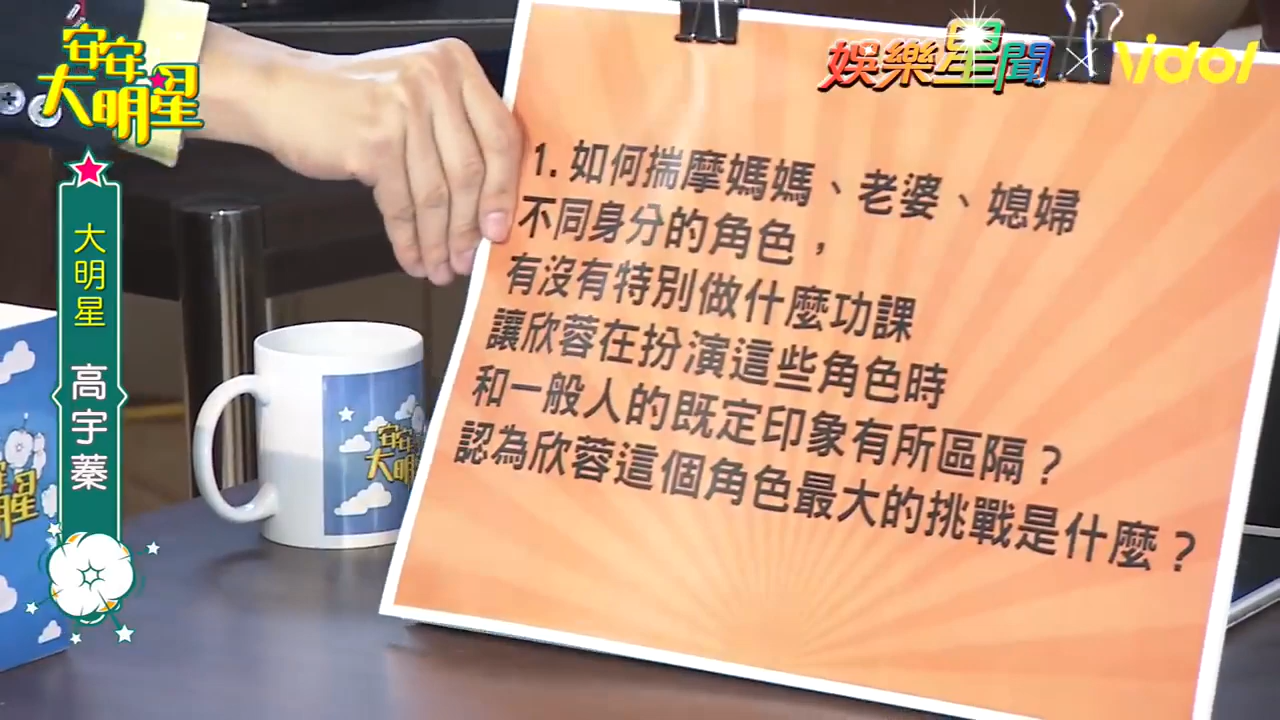 安安
大明星
娛樂星聞 × Vidol
大明星 高宇蓁
1. 如何揣摩媽媽、老婆、媳婦
不同身分的角色，
有沒有特別做什麼功課
讓欣蓉在扮演這些角色時
和一般人的既定印象有所區隔？
認為欣蓉這個角色最大的挑戰是什麼？
安安
大明
明星